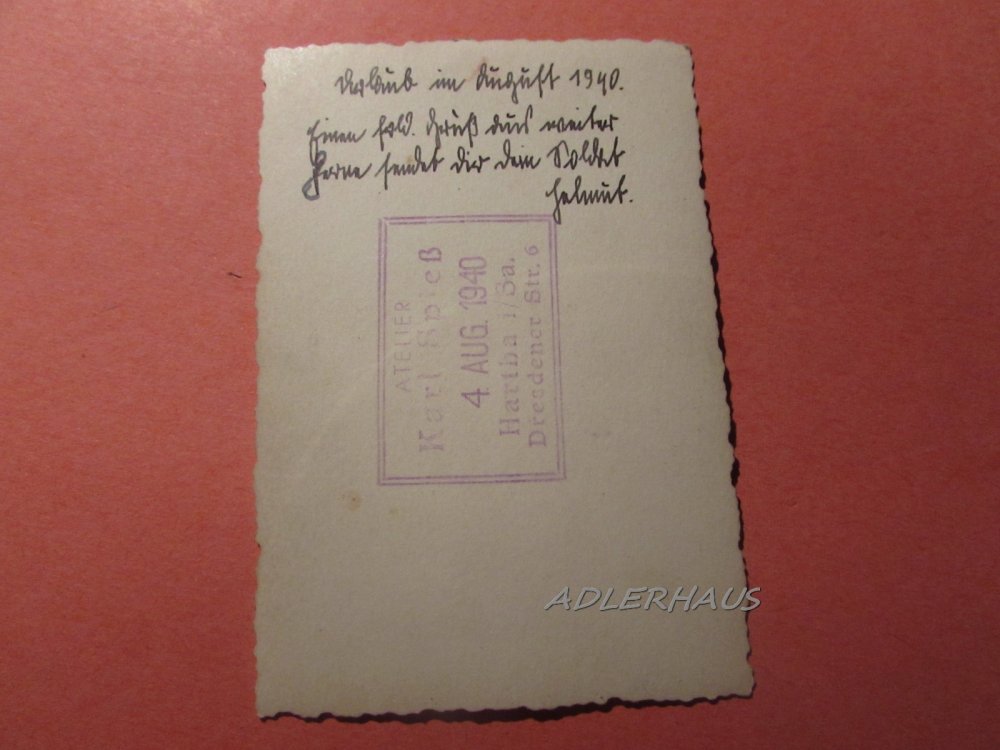 Urlaub im August 1940.
Einen sold. Gruß aus weiter
Ferne sendet dir dein Soldat
Helmut.
ATELIER
Karl Spieß
4. AUG. 1940
Hartha i/Sa.
Dresdener Str. 6
ADLERHAUS